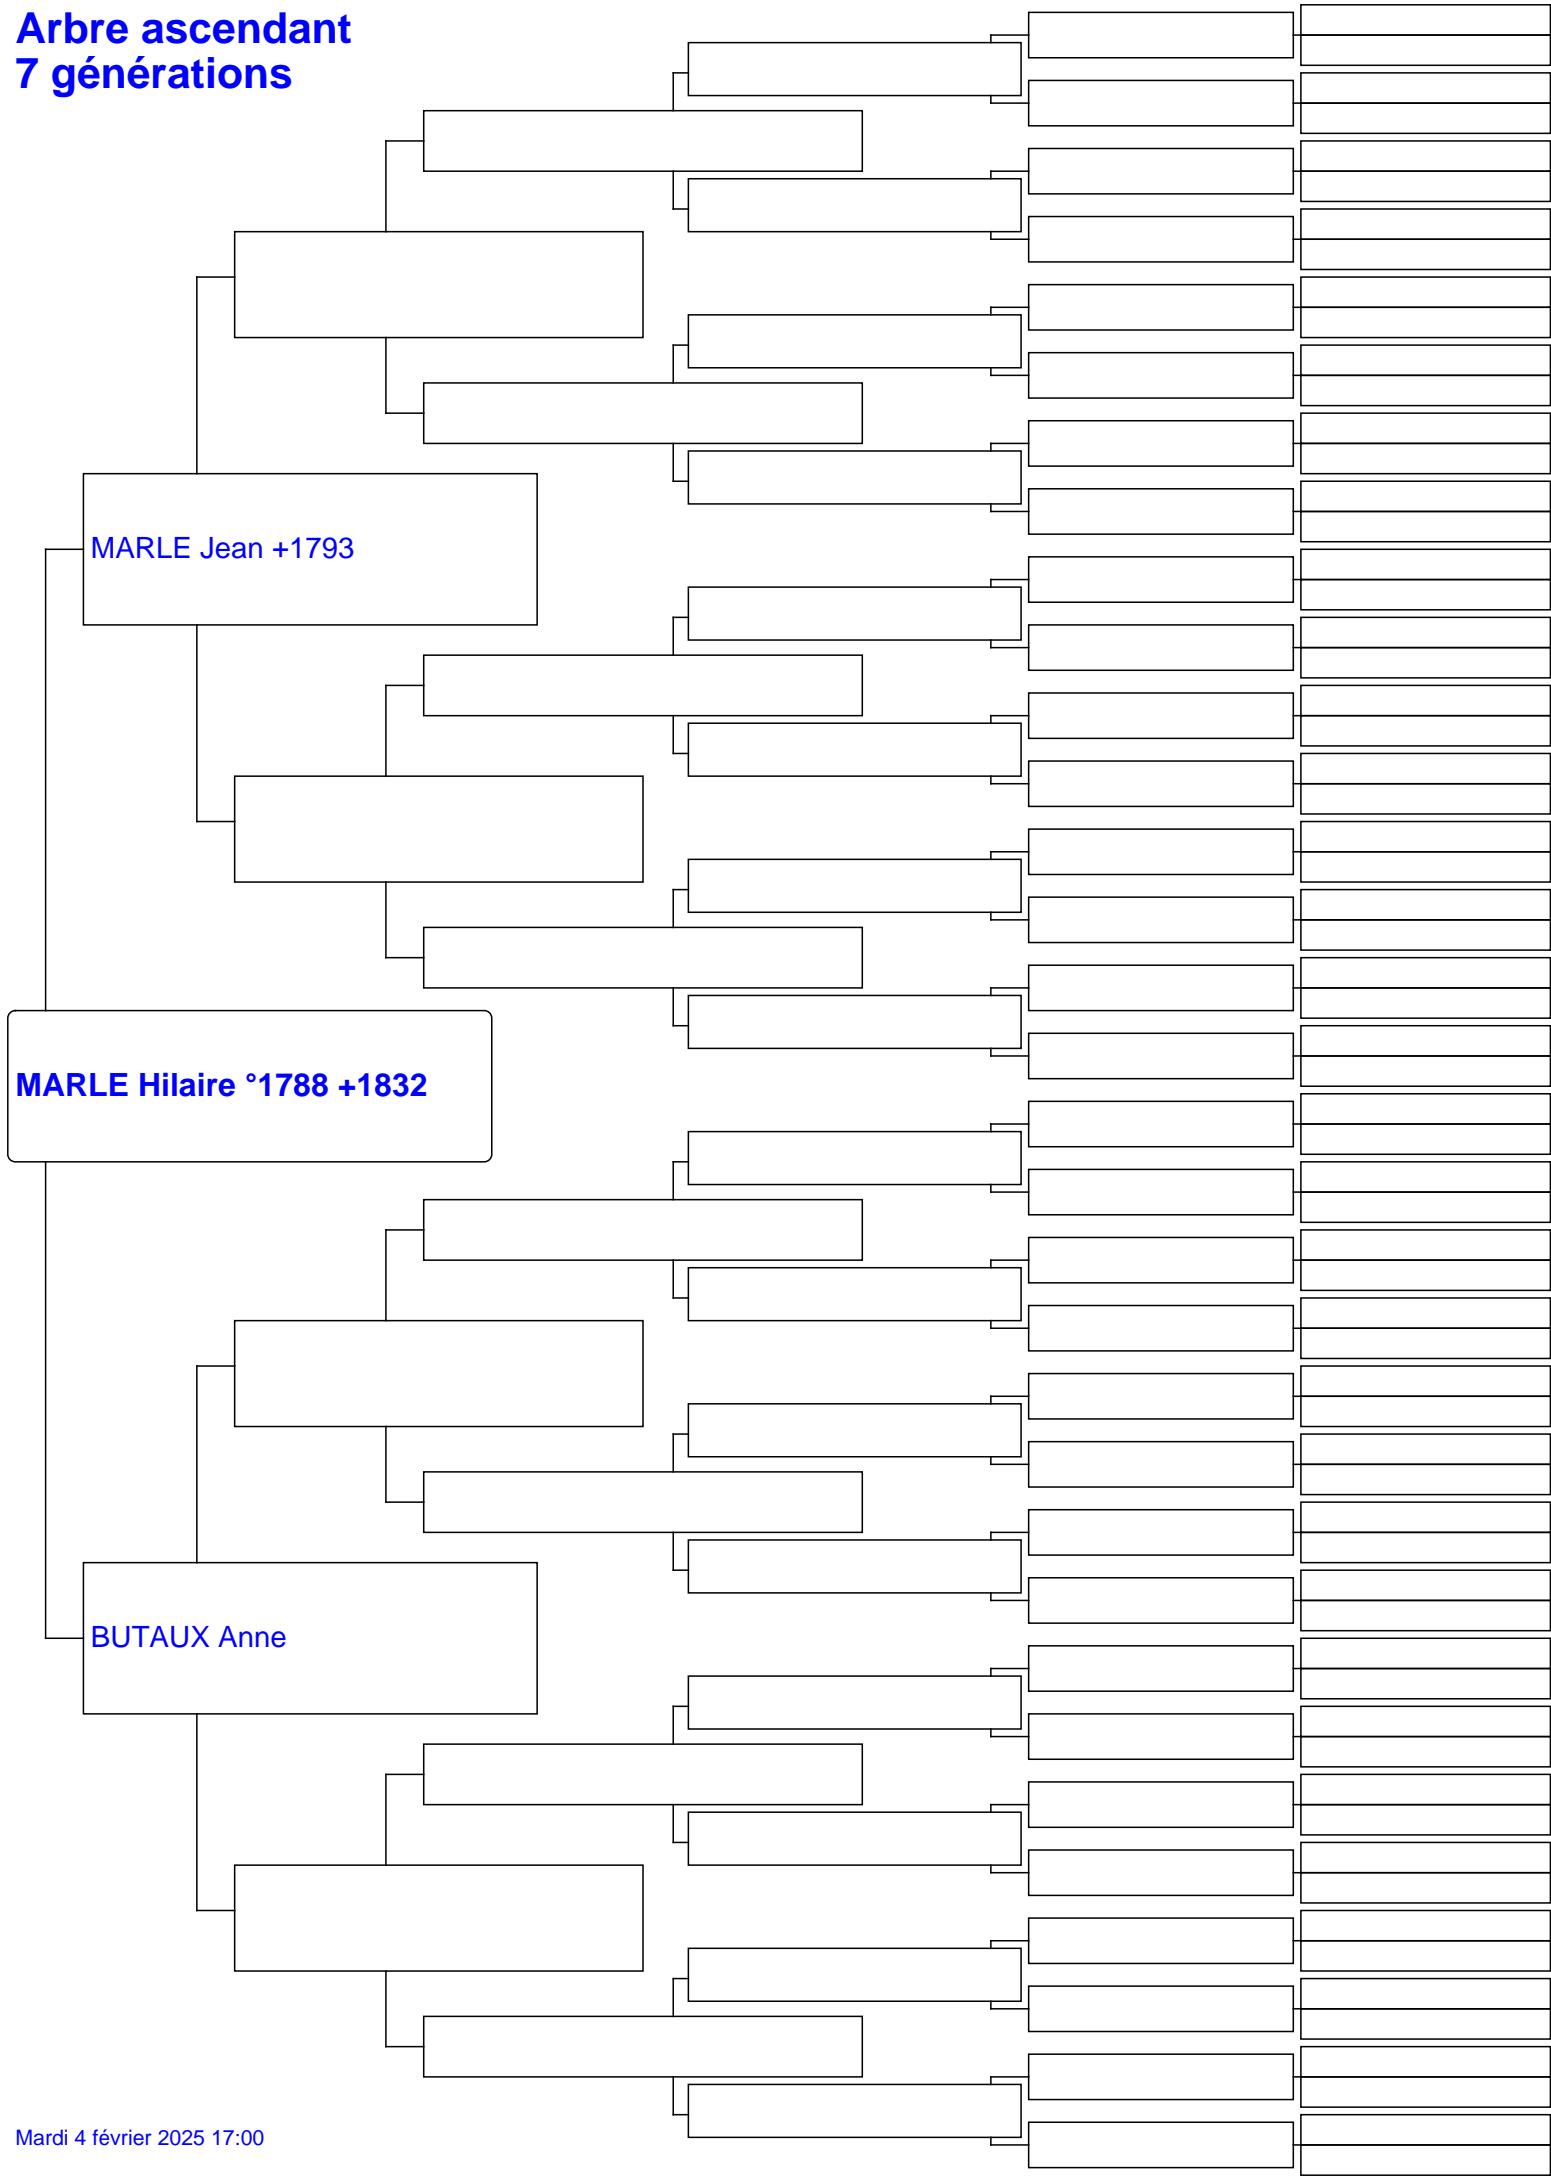 Arbre ascendant
7 générations
MARLE Jean +1793
MARLE Hilaire °1788 +1832
BUTAUX Anne
Mardi 4 février 2025 17:00